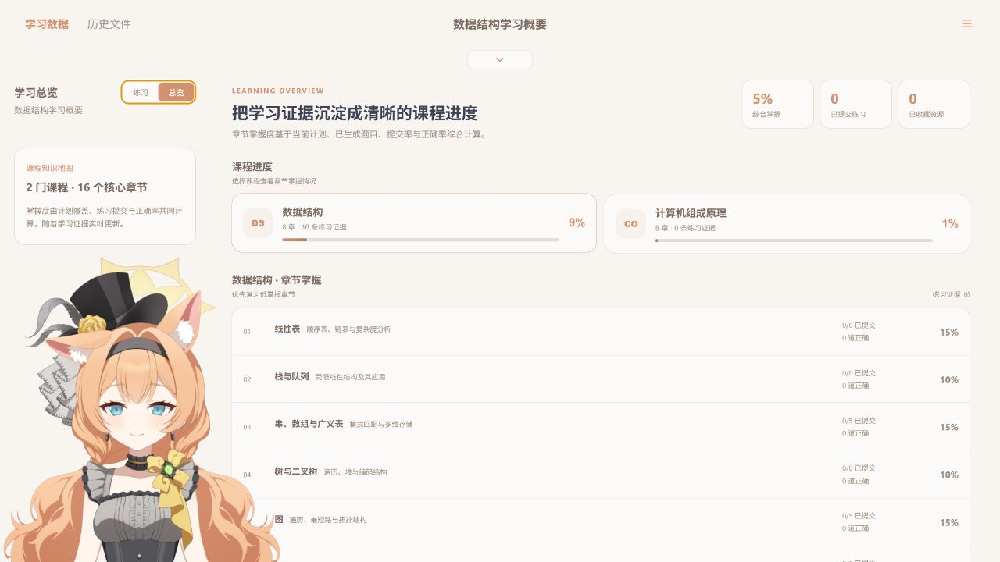 学习数据
历史文件
数据结构学习概要
学习总览
练习
总览
数据结构学习概要
课程知识地图
2 门课程 · 16 个核心章节
掌握度由计划覆盖、练习提交与正确率共同计
算，随着学习证据实时更新。
LEARNING OVERVIEW
把学习证据沉淀成清晰的课程进度
章节掌握度基于当前计划、已生成题目、提交率与正确率综合计算。
5%
综合掌握
0
已提交练习
0
已收藏资源
课程进度
选择课程查看章节掌握情况
DS
数据结构
8 章 · 16 条练习证据
9%
CO
计算机组成原理
8 章 · 0 条练习证据
1%
数据结构 · 章节掌握
优先复习低掌握章节
练习证据 16
01
线性表 顺序表、链表与复杂度分析
0/6 已提交
0 道正确
15%
02
栈与队列 受限线性结构及其应用
0/0 已提交
0 道正确
10%
03
串、数组与广义表 模式匹配与多维存储
0/5 已提交
0 道正确
15%
04
树与二叉树 遍历、堆与编码结构
0/0 已提交
0 道正确
10%
图 遍历、最短路与拓扑结构
0/5 已提交
0 道正确
15%